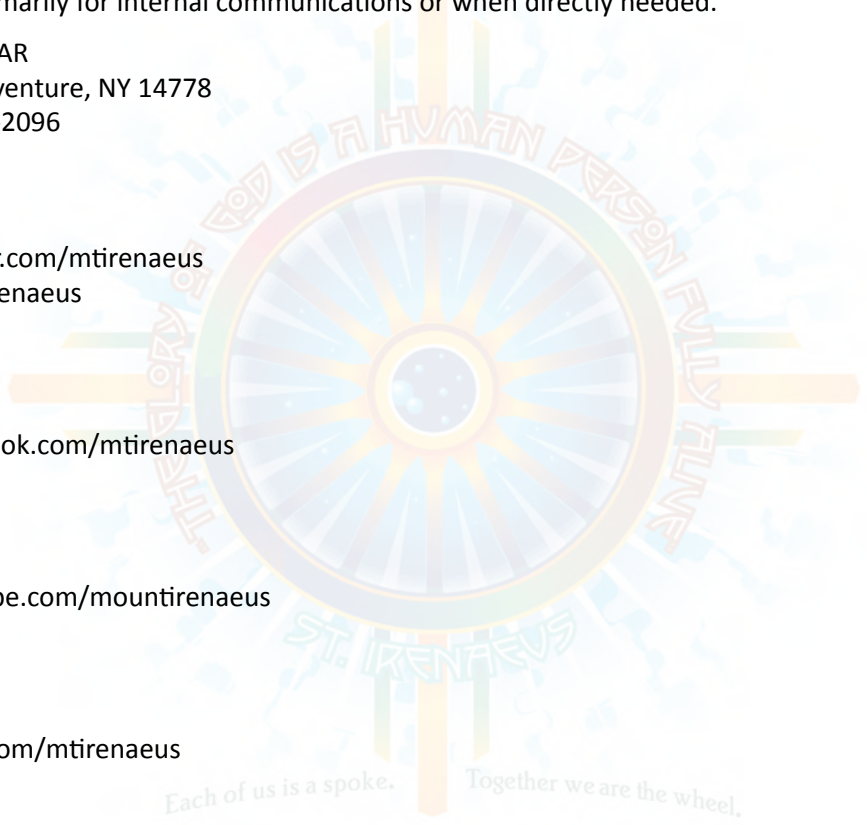 marily for internal communications or when directly needed.
AR
venture, NY 14778
2096
.com/mtirenaeus
enaeus
ok.com/mtirenaeus
be.com/mountirenaeus
om/mtirenaeus
"THE GLORY OF GOD IS A HUMAN PERSON FULLY ALIVE"
ST. IRENAEUS
Each of us is a spoke. Together we are the wheel.